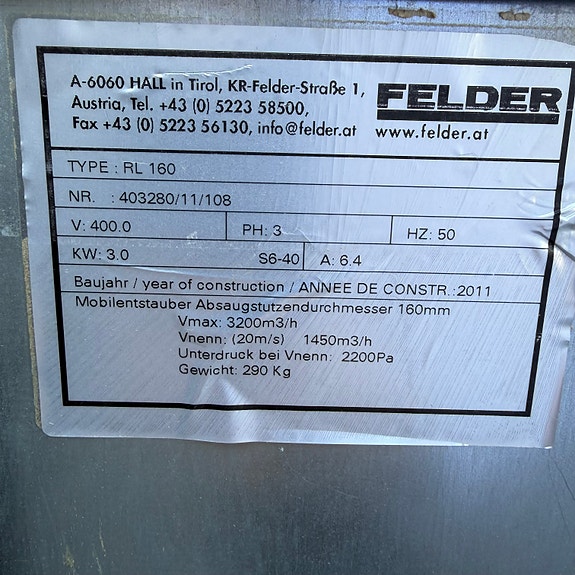 A-6060 HALL in Tirol, KR-Felder-Straße 1,
Austria, Tel. +43 (0) 5223 58500,
Fax +43 (0) 5223 56130, info@felder.at
FELDER
www.felder.at
TYPE : RL 160
NR. : 403280/11/108
V: 400.0 PH: 3 HZ: 50
KW: 3.0 S6-40 A: 6.4
Baujahr / year of construction / ANNEE DE CONSTR.:2011
Mobilentstauber Absaugstutzendurchmesser 160mm
Vmax: 3200m3/h
Vnenn: (20m/s) 1450m3/h
Unterdruck bei Vnenn: 2200Pa
Gewicht: 290 Kg